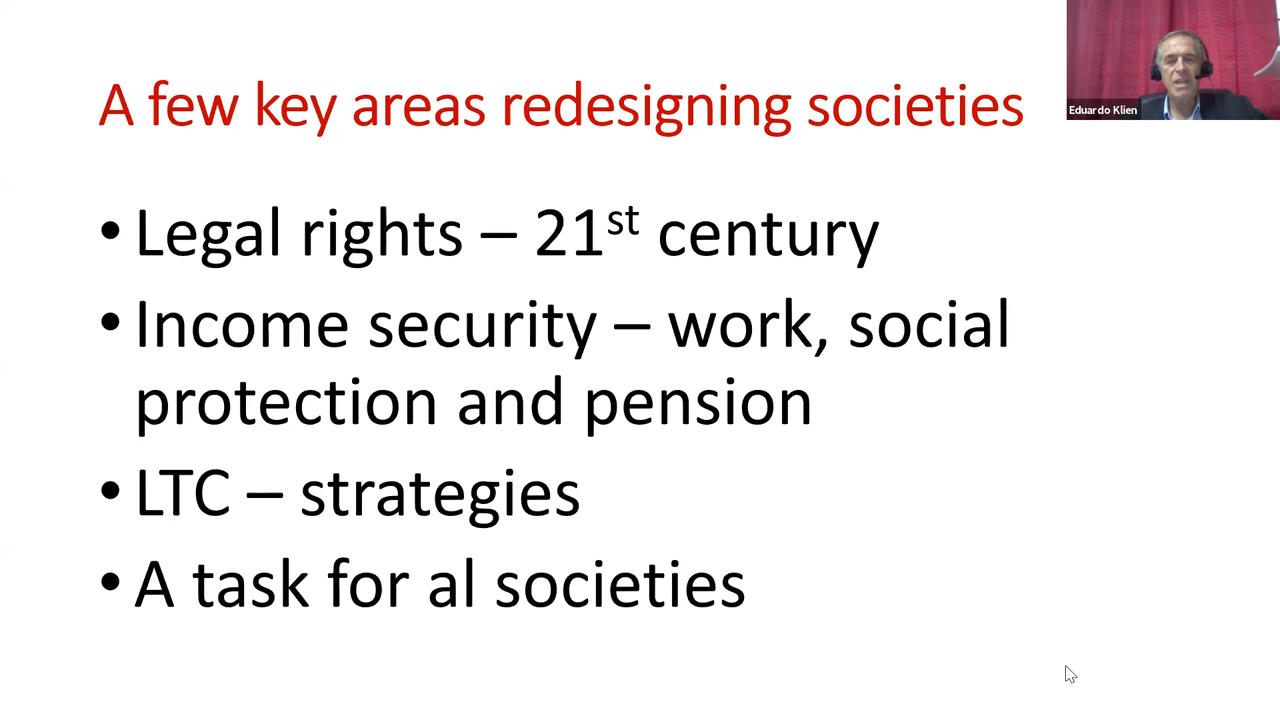 A few key areas redesigning societies
Eduardo Klien
• Legal rights – 21st century
• Income security – work, social
protection and pension
• LTC – strategies
• A task for al societies